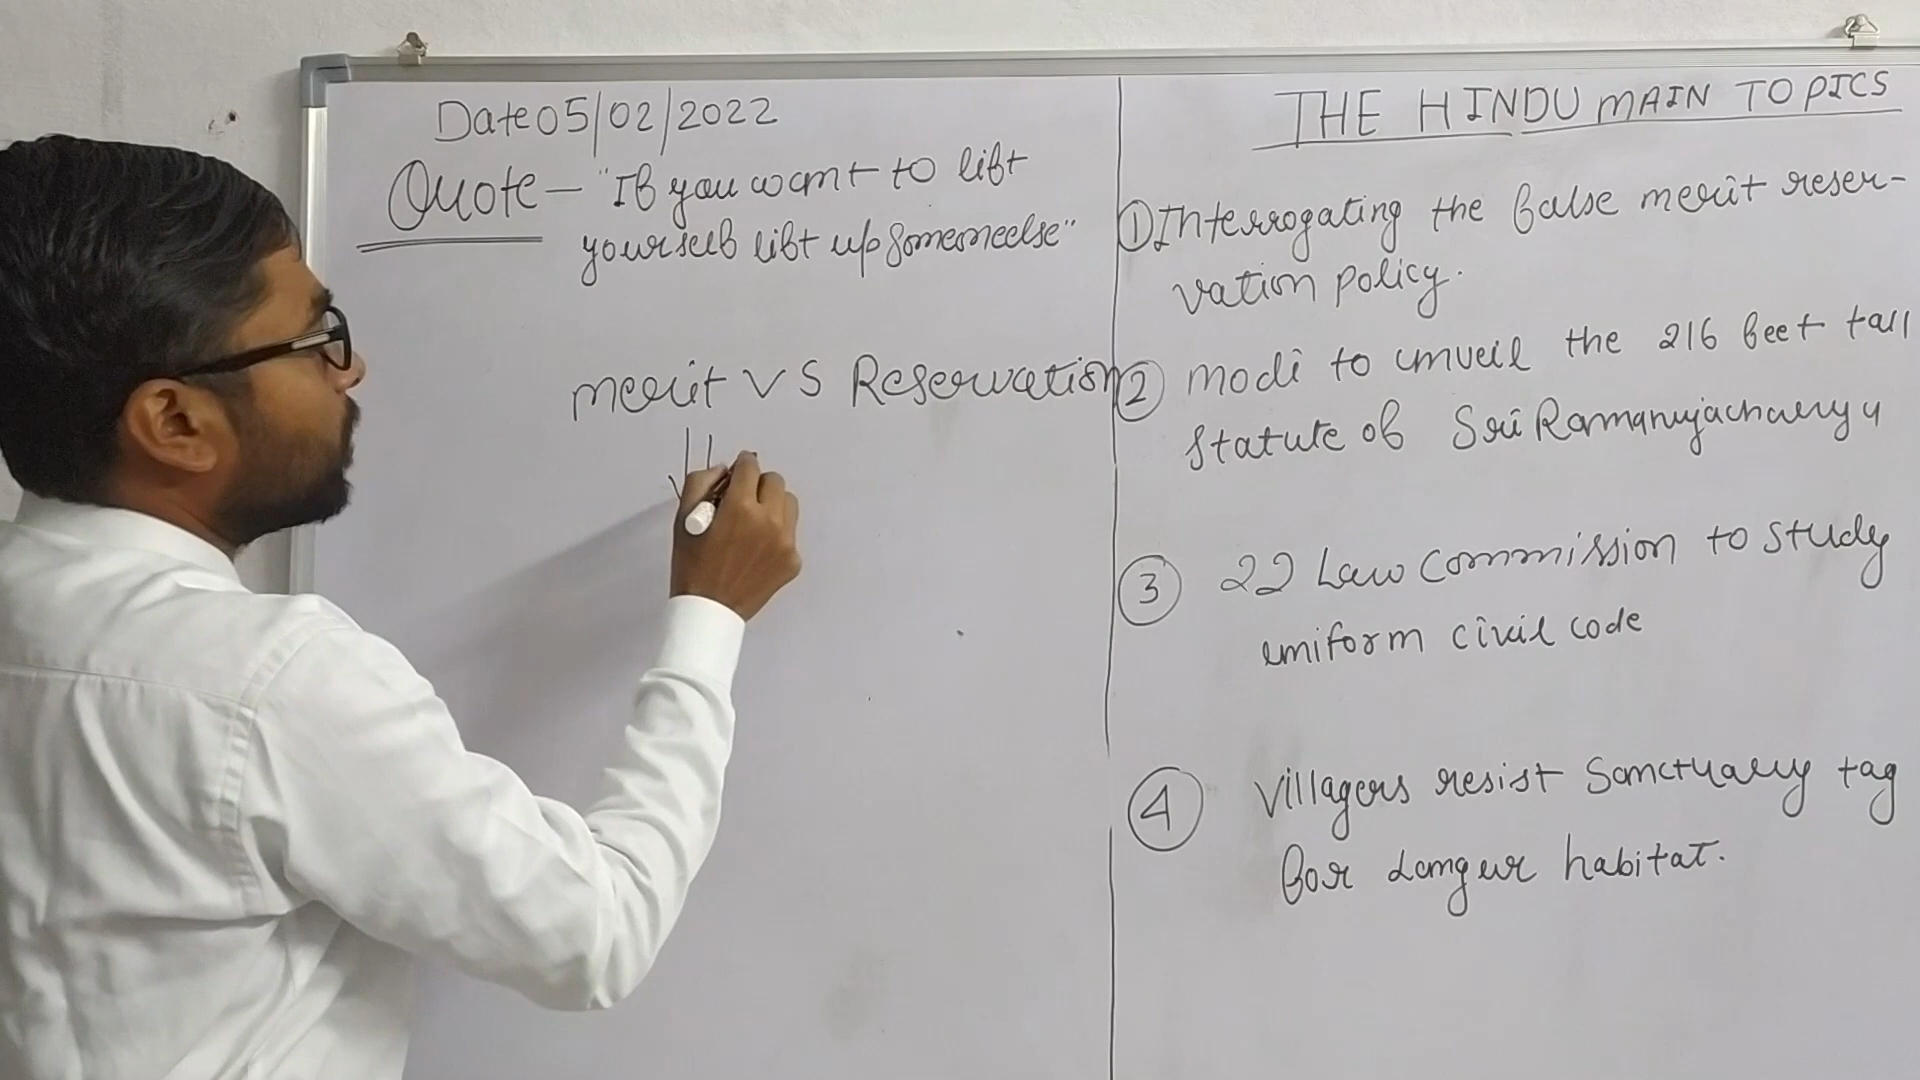 Date 05/02/2022
Quote - "If you want to lift
yourself lift up someone else"
merit VS Reservation
THE HINDU MAIN TOPICS
① Interrogating the false merit reser-
vation policy.
② modi to unveil the 216 feet tall
Statute of Sri Ramanujacharya
③ 22 Law Commission to study
uniform civil code
④ Villagers resist Sanctuary tag
for Langur habitat.